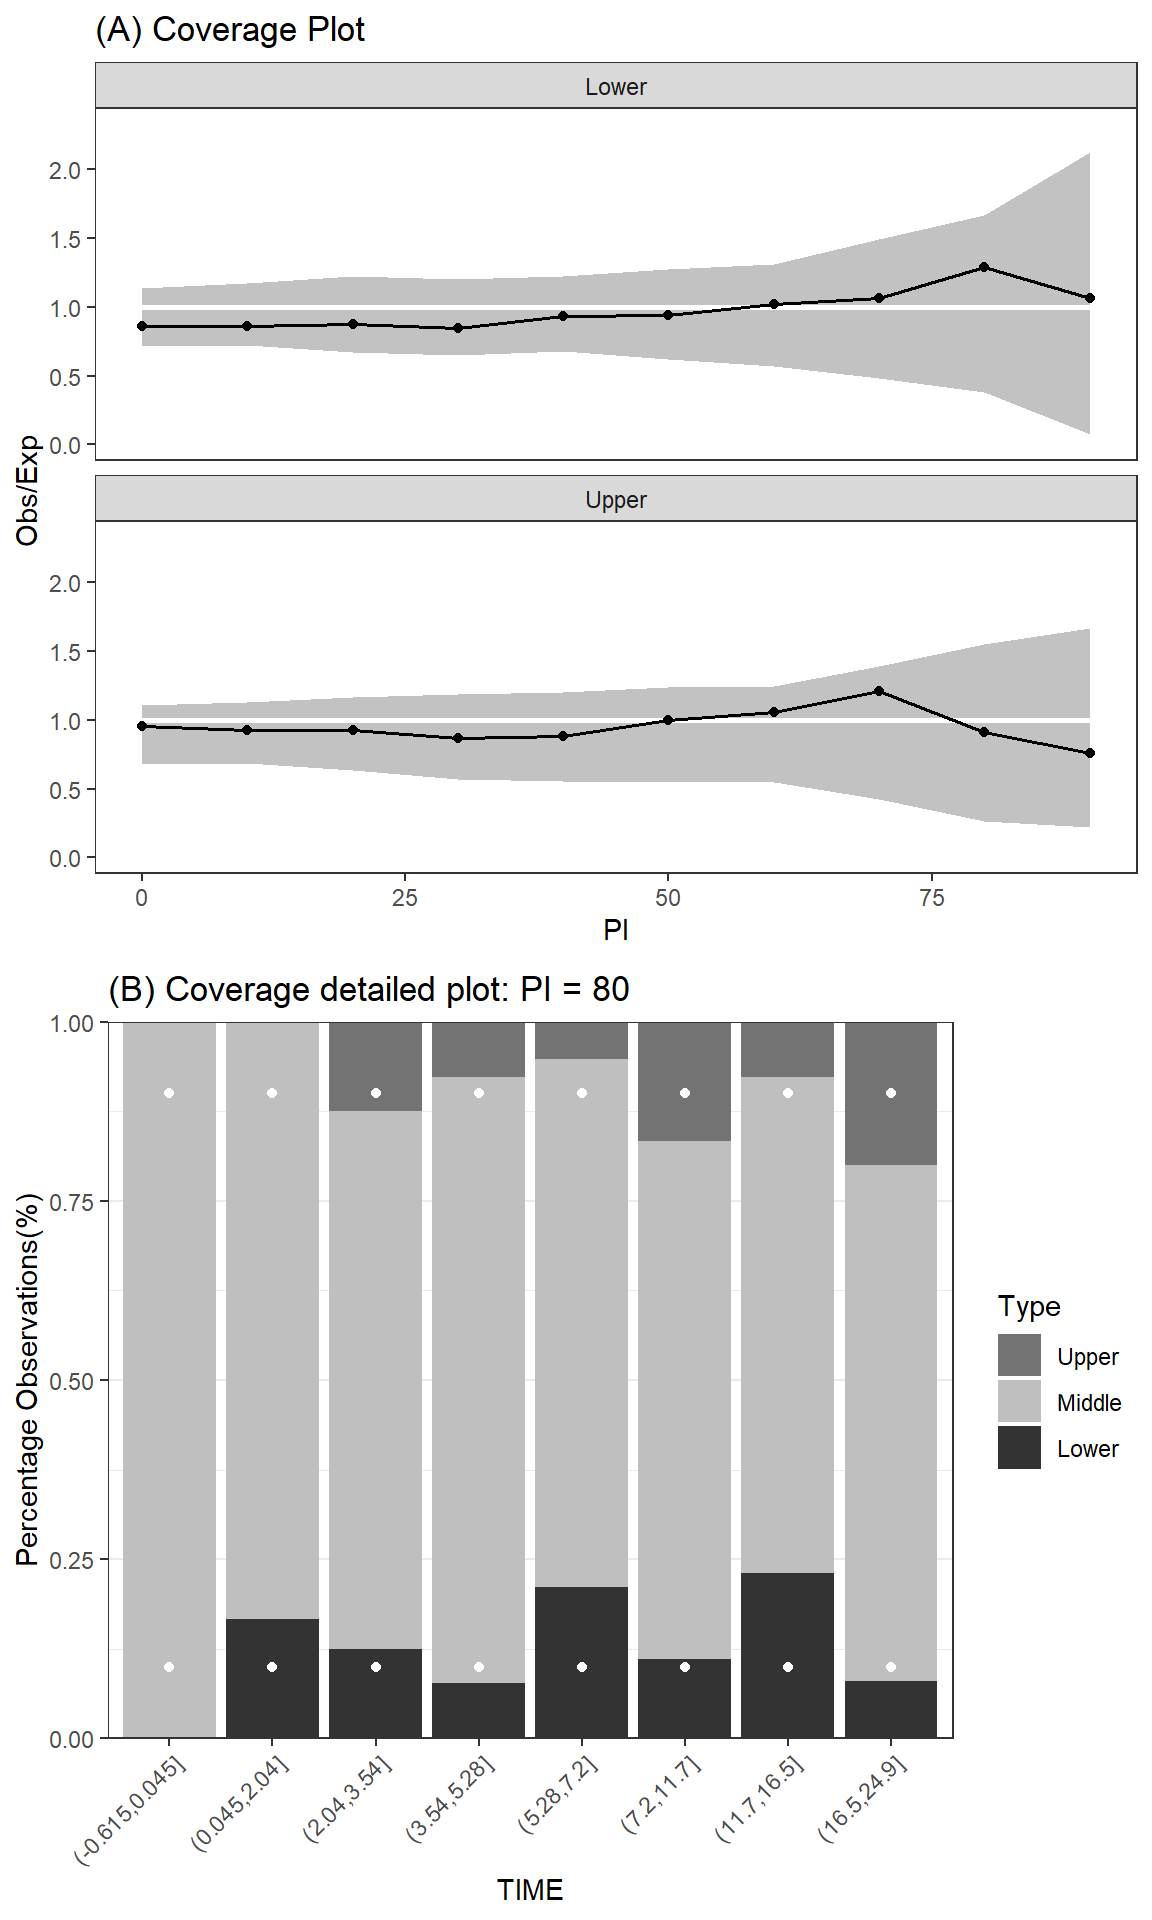 (A) Coverage Plot
Lower
2.0
1.5
1.0
0.5
0.0
Obs/Exp
Upper
2.0
1.5
1.0
0.5
0.0
0 25 50 75
PI
(B) Coverage detailed plot: PI = 80
1.00
0.75
0.50
0.25
0.00
Percentage Observations(%)
Type
Upper
Middle
Lower
(-0.615,0.045] (0.045,2.04] (2.04,3.54] (3.54,5.28] (5.28,7.2] (7.2,11.7] (11.7,16.5] (16.5,24.9]
TIME